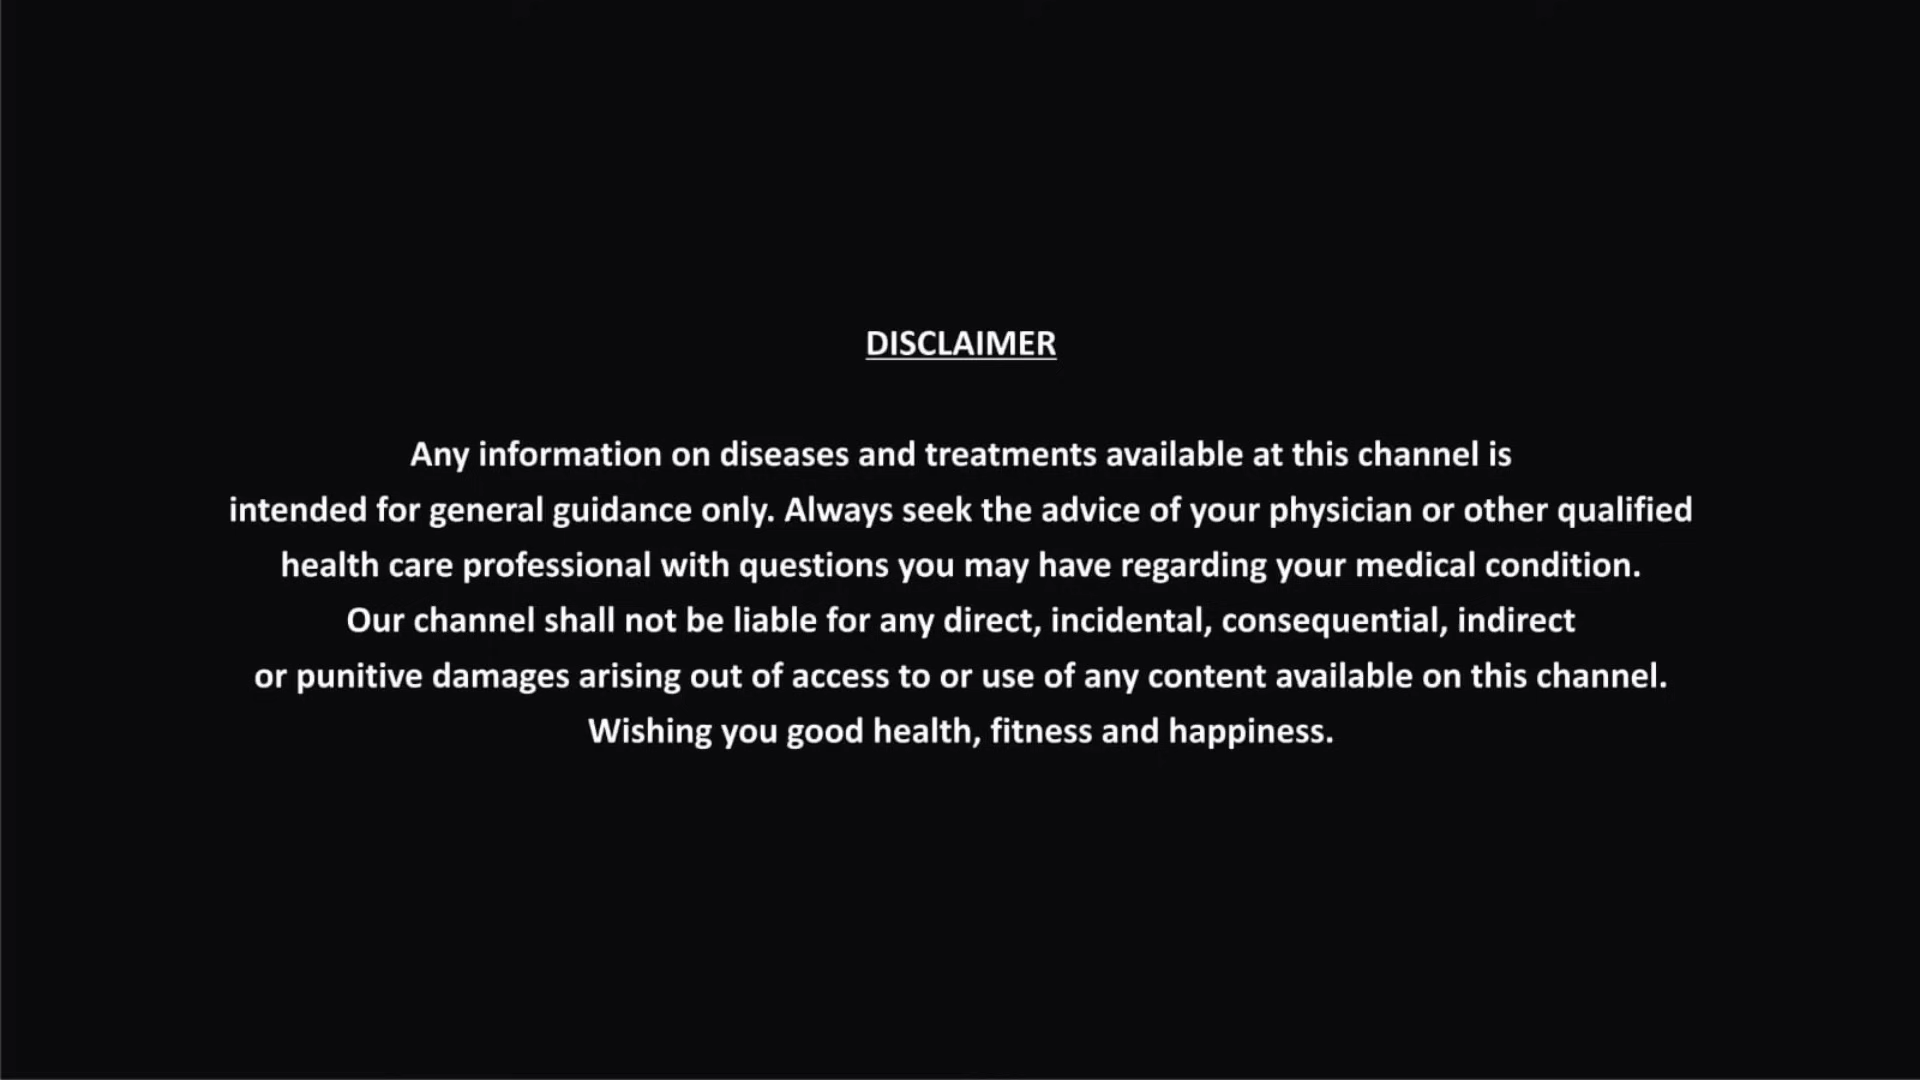 DISCLAIMER
Any information on diseases and treatments available at this channel is
intended for general guidance only. Always seek the advice of your physician or other qualified
health care professional with questions you may have regarding your medical condition.
Our channel shall not be liable for any direct, incidental, consequential, indirect
or punitive damages arising out of access to or use of any content available on this channel.
Wishing you good health, fitness and happiness.